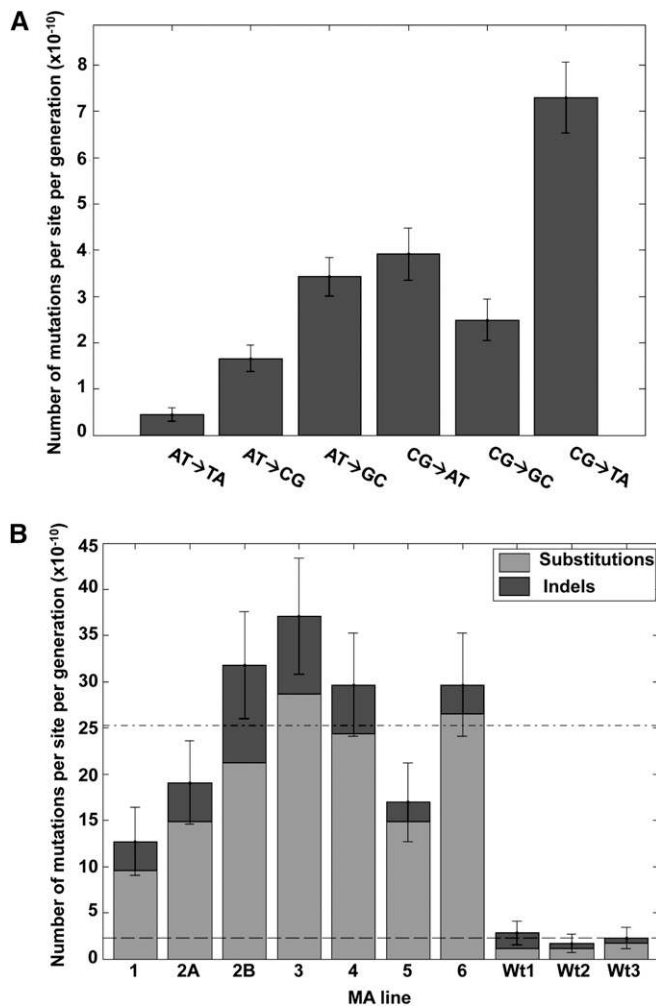 A
Number of mutations per site per generation (x10⁻¹⁰)
8
7
6
5
4
3
2
1
0
AT→TA
AT→CG
AT→GC
CG→AT
CG→GC
CG→TA
B
Number of mutations per site per generation (x10⁻¹⁰)
45
40
35
30
25
20
15
10
5
0
Substitutions
Indels
1 2A 2B 3 4 5 6 Wt1 Wt2 Wt3
MA line